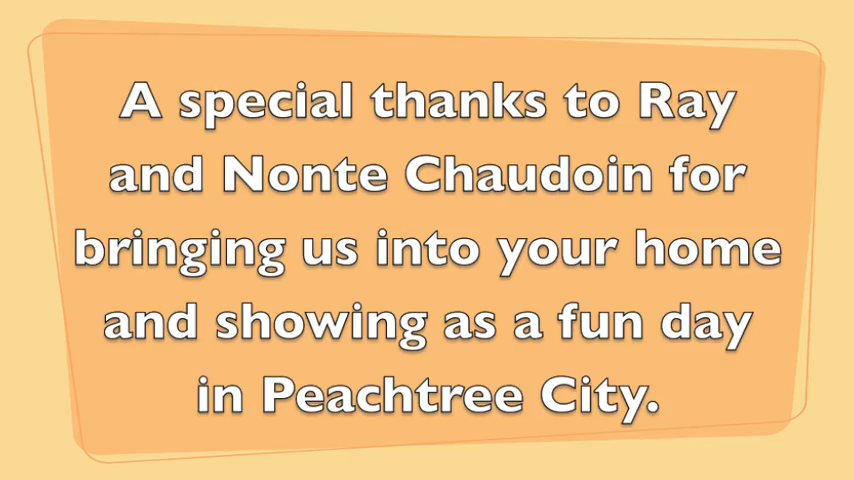 A special thanks to Ray
and Nonte Chaudoin for
bringing us into your home
and showing as a fun day
in Peachtree City.